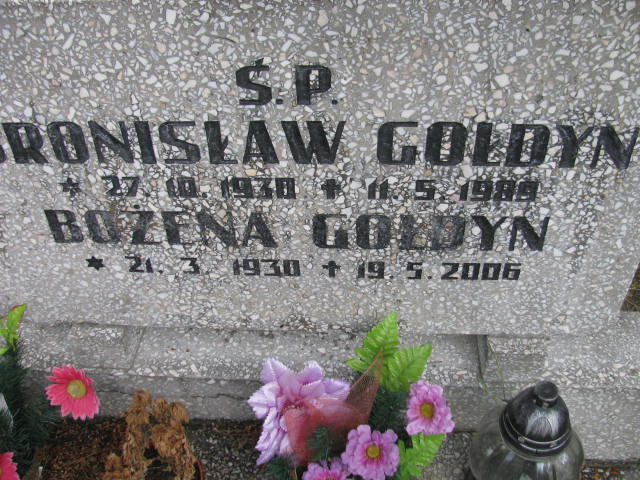 Ś.P.
BRONISŁAW GOŁDYN
* 27. 10. 1930 + 11. 5. 1989
BOŻENA GOŁDYN
* 21. 3. 1930 + 19. 5. 2006